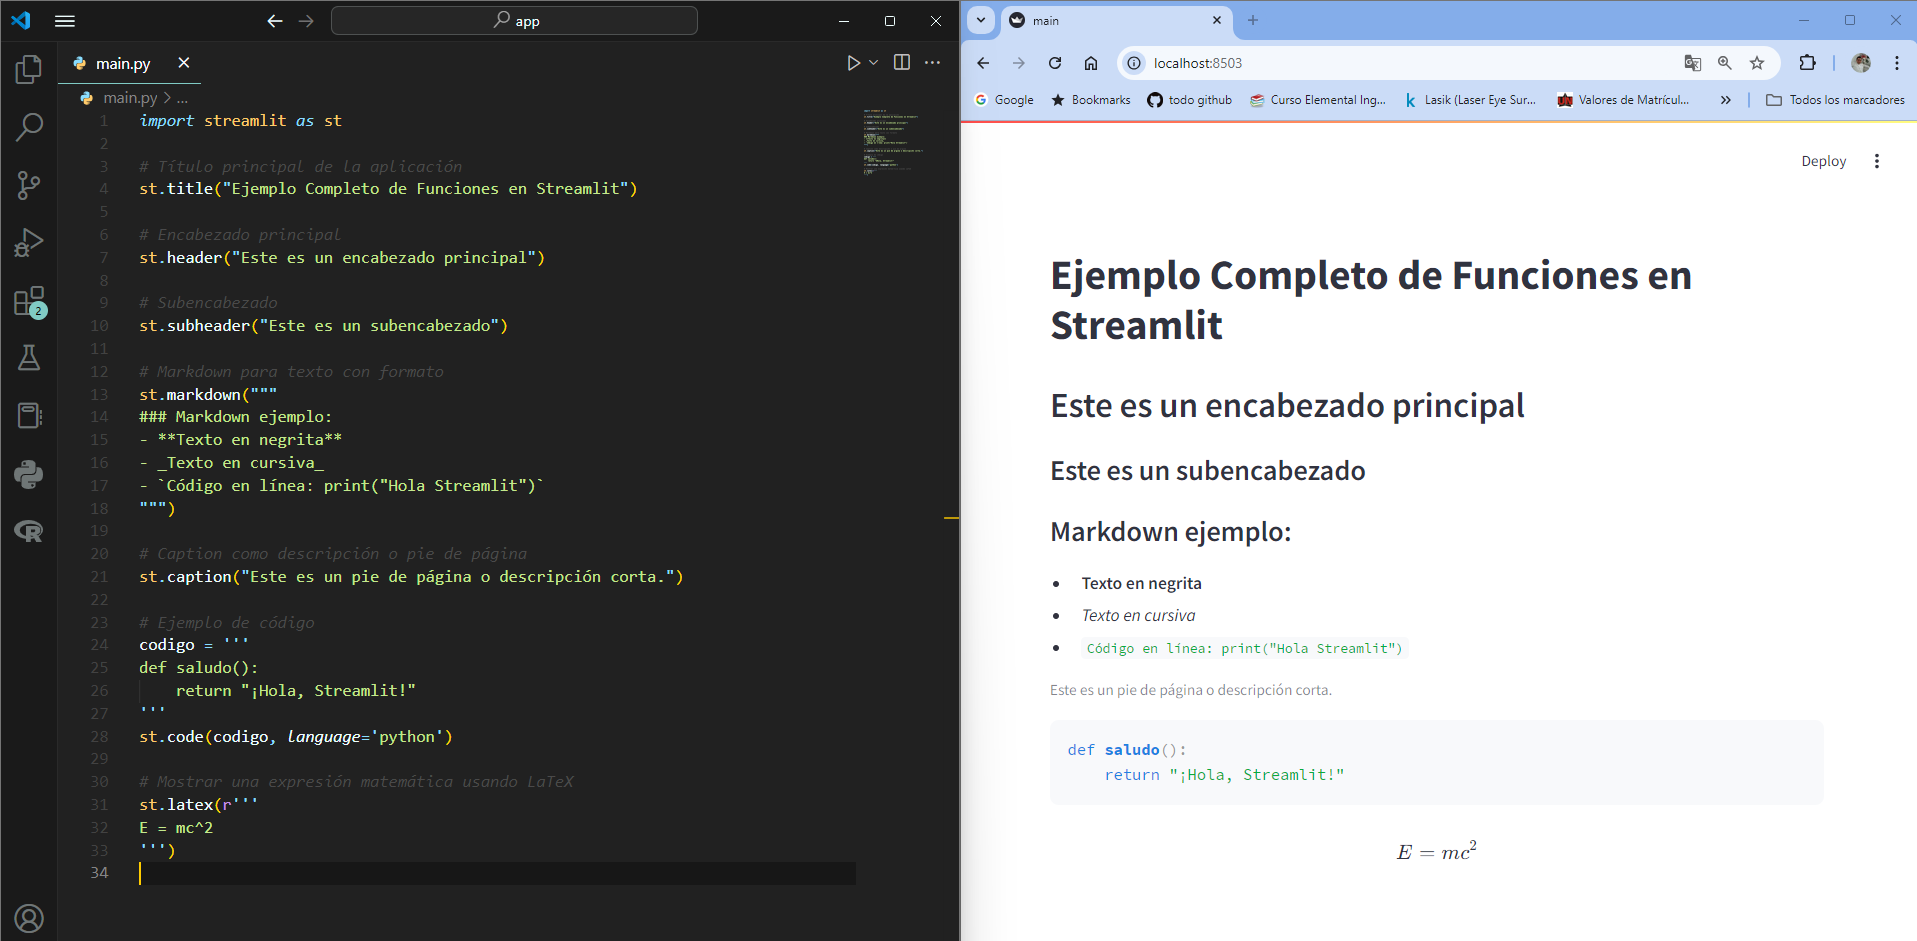 app
main.py
main.py > ...
1 import streamlit as st
2
3 # Título principal de la aplicación
4 st.title("Ejemplo Completo de Funciones en Streamlit")
5
6 # Encabezado principal
7 st.header("Este es un encabezado principal")
8
9 # Subencabezado
10 st.subheader("Este es un subencabezado")
11
12 # Markdown para texto con formato
13 st.markdown("""
14 ### Markdown ejemplo:
15 - **Texto en negrita**
16 - _Texto en cursiva_
17 - `Código en línea: print("Hola Streamlit")`
18 """)
19
20 # Caption como descripción o pie de página
21 st.caption("Este es un pie de página o descripción corta.")
22
23 # Ejemplo de código
24 codigo = '''
25 def saludo():
26     return "¡Hola, Streamlit!"
27 '''
28 st.code(codigo, language='python')
29
30 # Mostrar una expresión matemática usando LaTeX
31 st.latex(r'''
32 E = mc^2
33 ''')
34
2
main
localhost:8503
Google Bookmarks todo github Curso Elemental Ing... Lasik (Laser Eye Sur... Valores de Matrícul... » Todos los marcadores
Deploy
Ejemplo Completo de Funciones en
Streamlit
Este es un encabezado principal
Este es un subencabezado
Markdown ejemplo:
• Texto en negrita
• Texto en cursiva
• Código en línea: print("Hola Streamlit")
Este es un pie de página o descripción corta.
def saludo():
    return "¡Hola, Streamlit!"
E = mc²